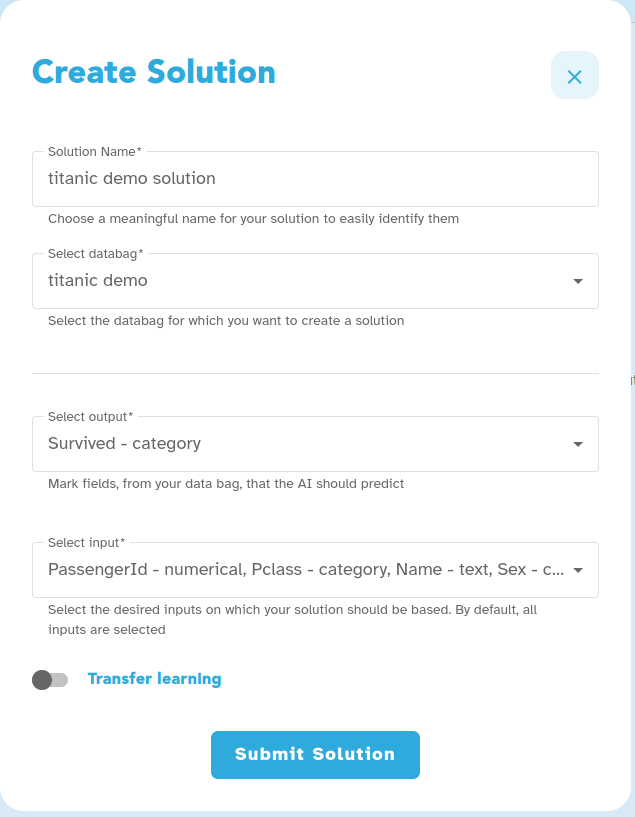 Create Solution
Solution Name*
titanic demo solution
Choose a meaningful name for your solution to easily identify them
Select databag*
titanic demo
Select the databag for which you want to create a solution
Select output*
Survived - category
Mark fields, from your data bag, that the AI should predict
Select input*
PassengerId - numerical, Pclass - category, Name - text, Sex - c...
Select the desired inputs on which your solution should be based. By default, all
inputs are selected
Transfer learning
Submit Solution